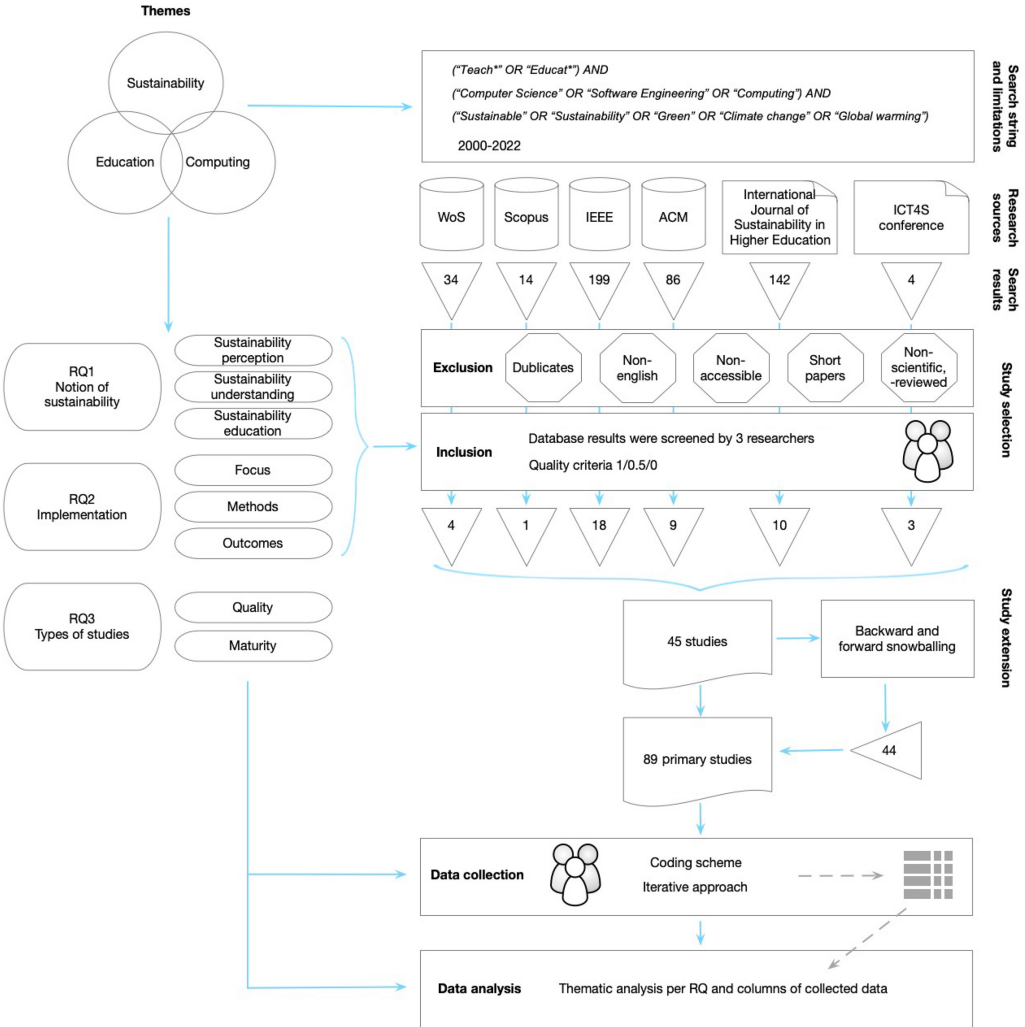 Themes
Sustainability
Education
Computing
("Teach*" OR "Educat*") AND
("Computer Science" OR "Software Engineering" OR "Computing") AND
("Sustainable" OR "Sustainability" OR "Green" OR "Climate change" OR "Global warming")
2000-2022
Search string
and limitations
WoS
Scopus
IEEE
ACM
International
Journal of
Sustainability in
Higher Education
ICT4S
conference
Research
sources
34
14
199
86
142
4
Search
results
RQ1
Notion of
sustainability
Sustainability
perception
Sustainability
understanding
Sustainability
education
RQ2
Implementation
Focus
Methods
Outcomes
RQ3
Types of studies
Quality
Maturity
Exclusion
Dublicates
Non-
english
Non-
accessible
Short
papers
Non-
scientific,
-reviewed
Inclusion
Database results were screened by 3 researchers
Quality criteria 1/0.5/0
Study selection
4
1
18
9
10
3
45 studies
Backward and
forward snowballing
89 primary studies
44
Study extension
Data collection
Coding scheme
Iterative approach
Data analysis
Thematic analysis per RQ and columns of collected data